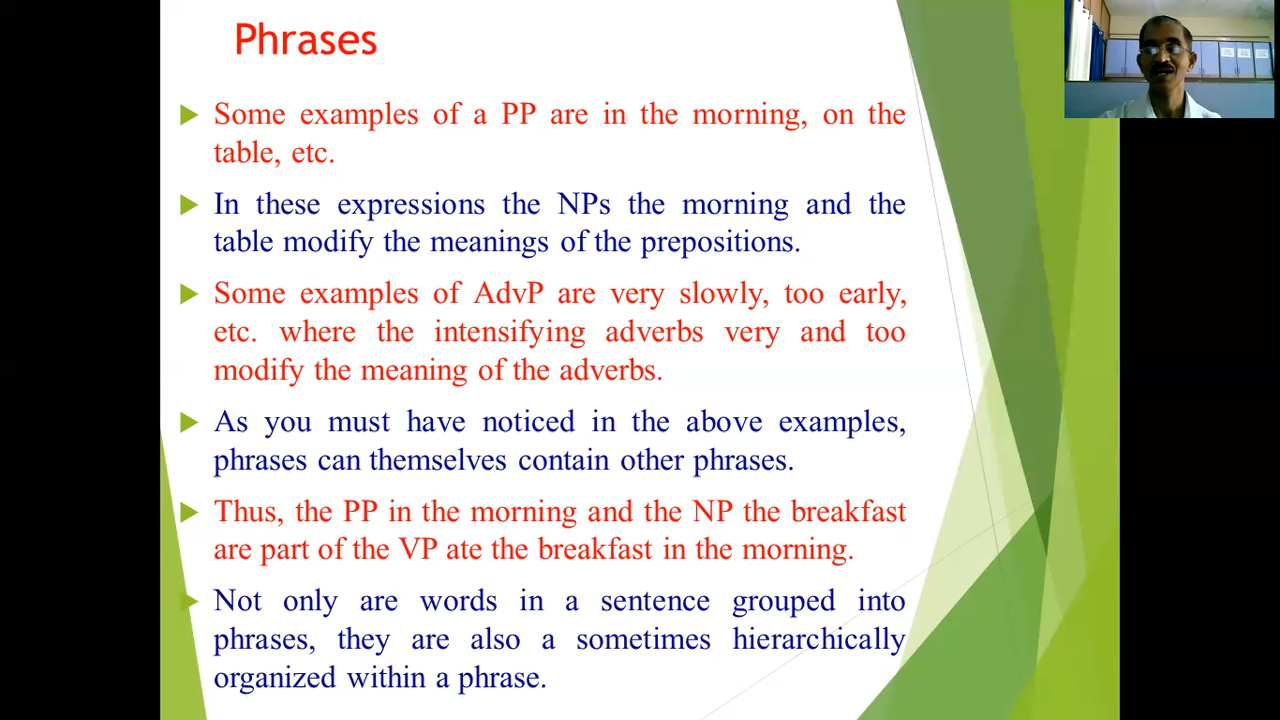 Phrases
Some examples of a PP are in the morning, on the
table, etc.
In these expressions the NPs the morning and the
table modify the meanings of the prepositions.
Some examples of AdvP are very slowly, too early,
etc. where the intensifying adverbs very and too
modify the meaning of the adverbs.
As you must have noticed in the above examples,
phrases can themselves contain other phrases.
Thus, the PP in the morning and the NP the breakfast
are part of the VP ate the breakfast in the morning.
Not only are words in a sentence grouped into
phrases, they are also a sometimes hierarchically
organized within a phrase.